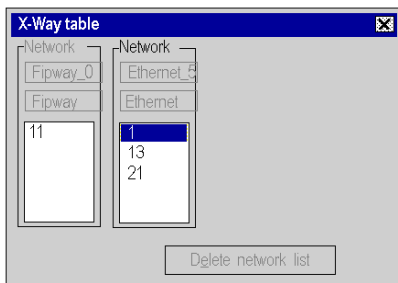 X-Way table
Network Network
Fipway_0 Ethernet_5
Fipway Ethernet
11 1
13
21
Delete network list